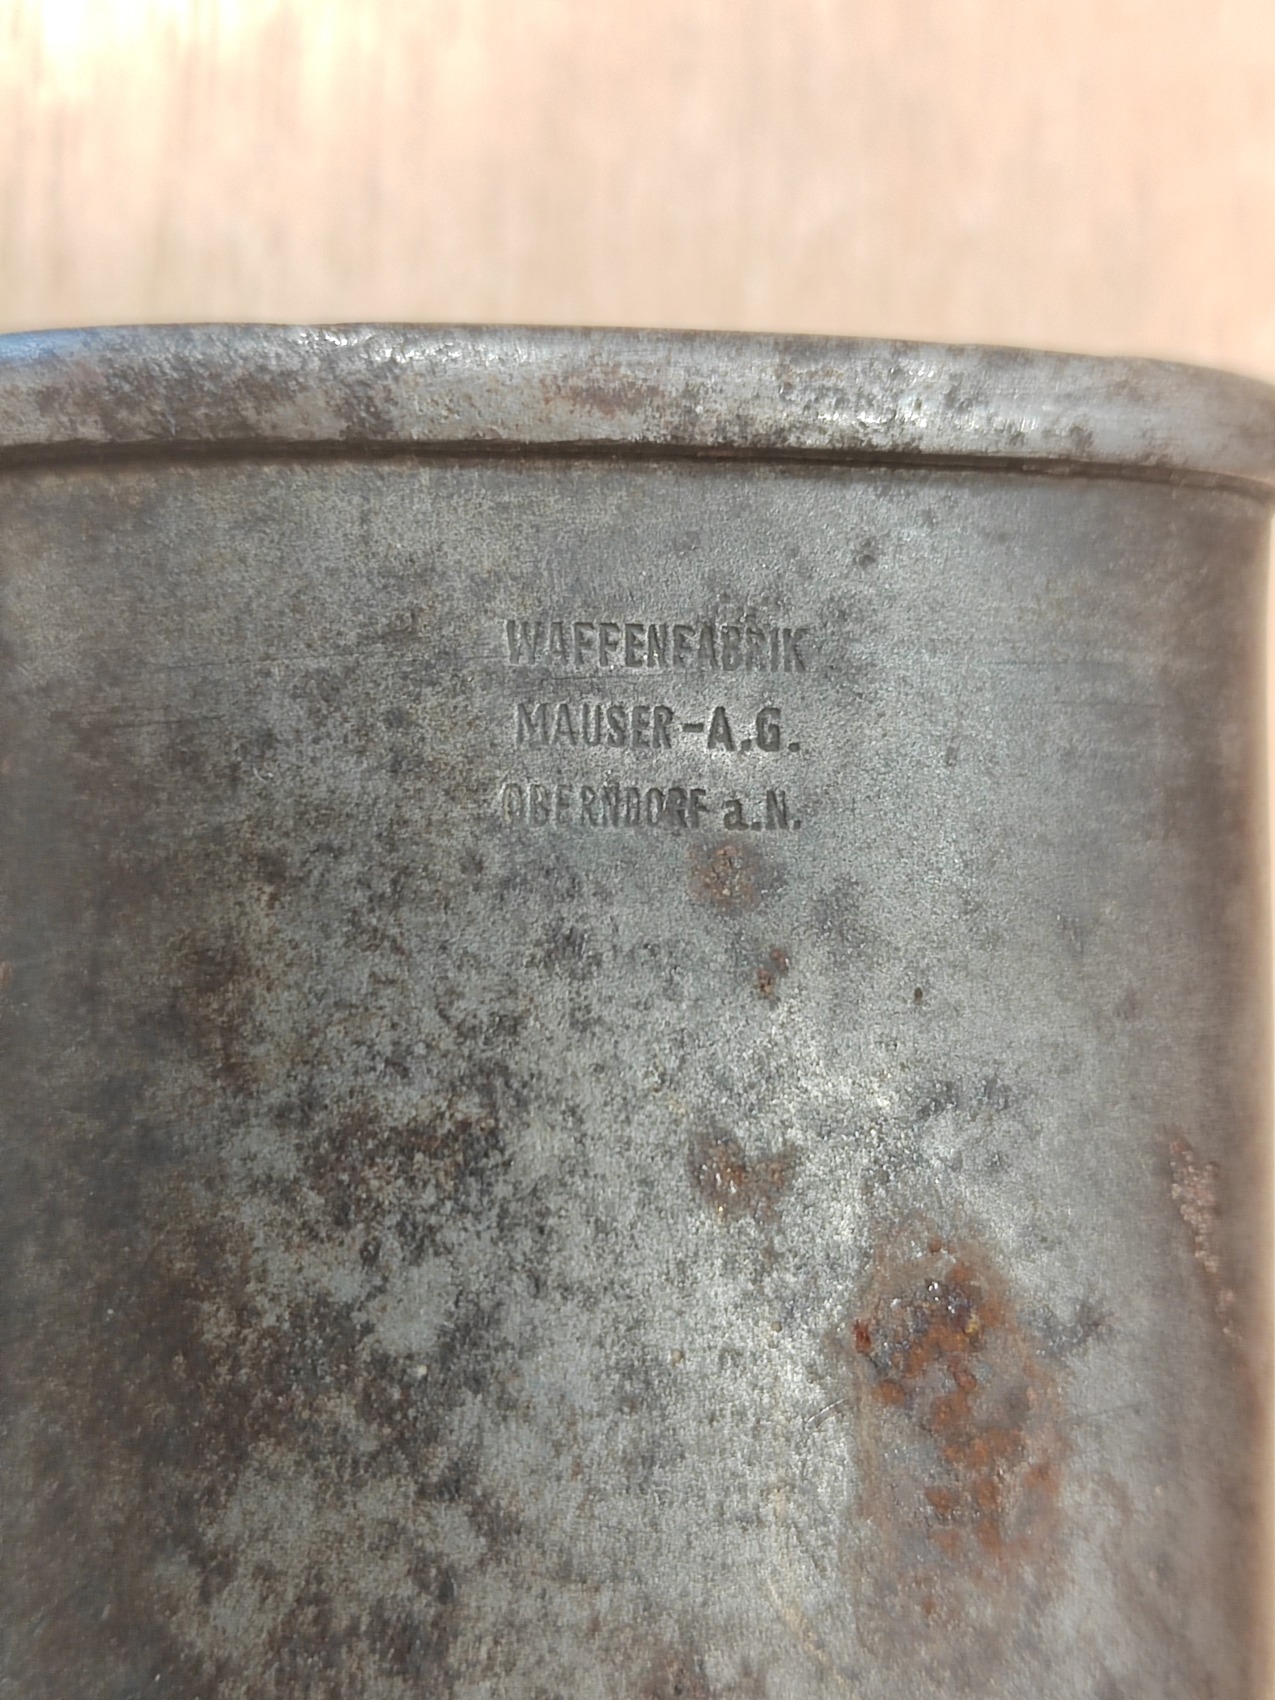 WAFFENFABRIK
MAUSER-A.G.
OBERNDORF a.N.